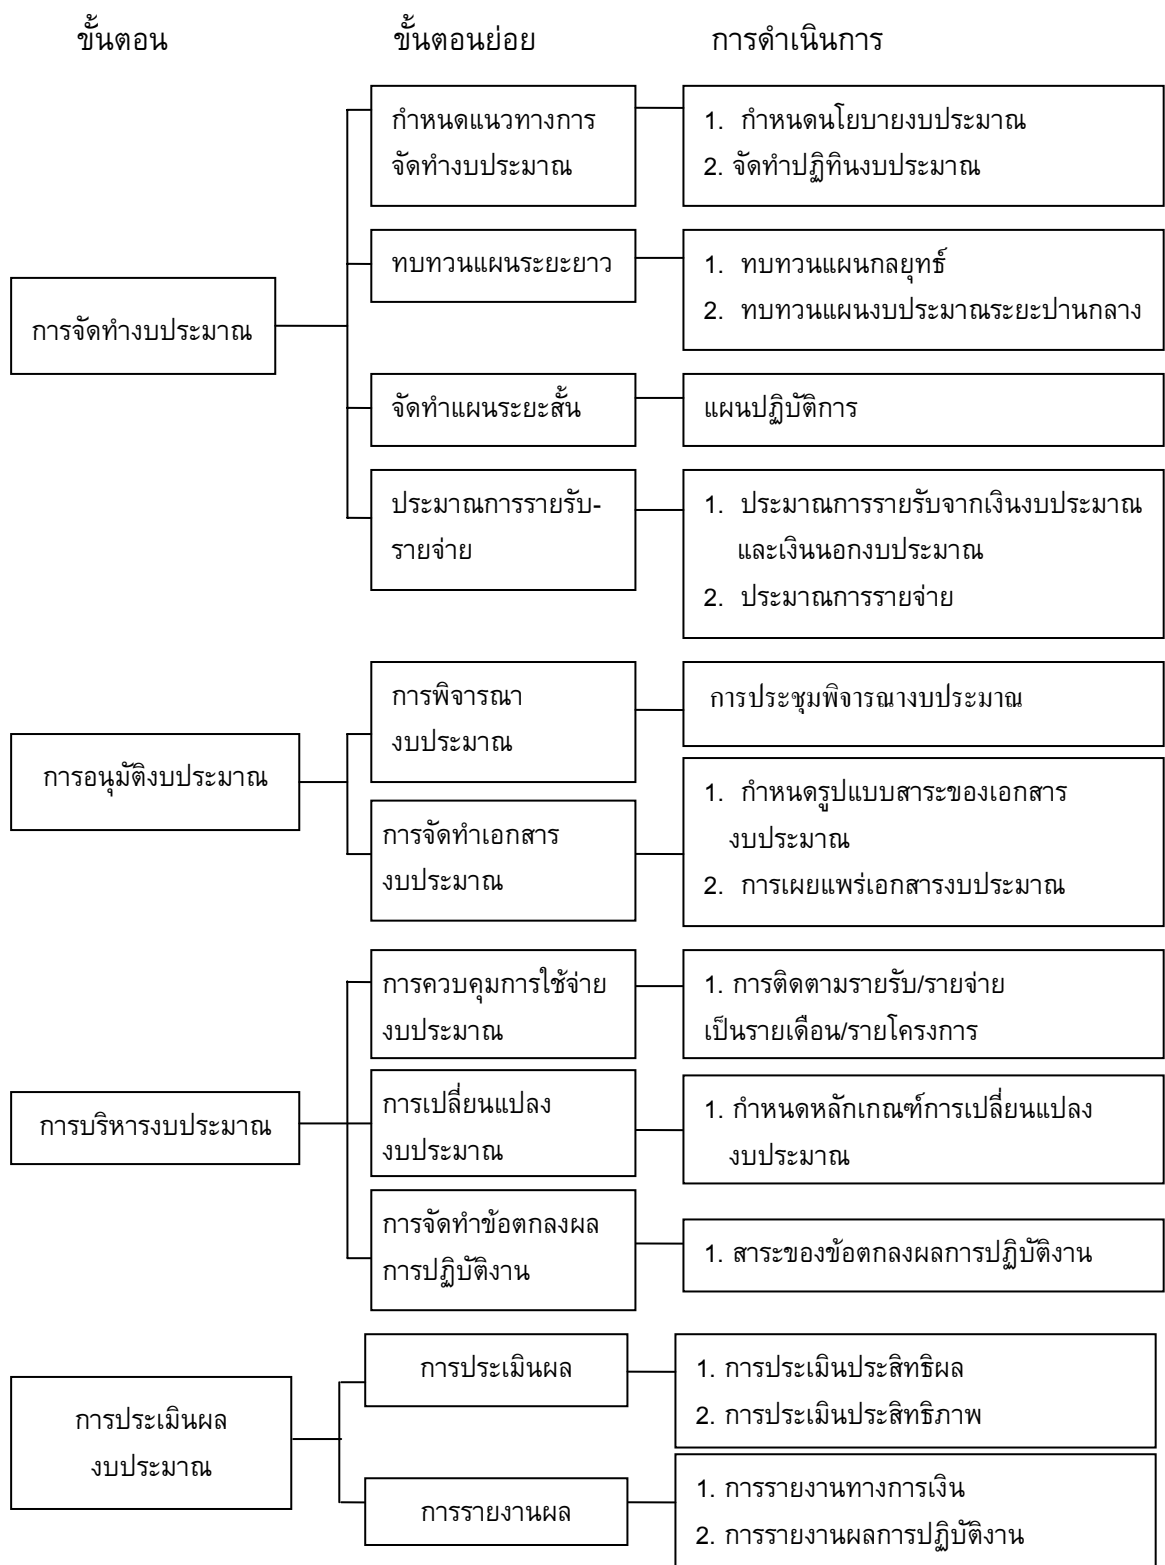 ขั้นตอน
ขั้นตอนย่อย
การดำเนินการ
การจัดทำงบประมาณ
กำหนดแนวทางการ
จัดทำงบประมาณ
1. กำหนดนโยบายงบประมาณ
2. จัดทำปฏิทินงบประมาณ
ทบทวนแผนระยะยาว
1. ทบทวนแผนกลยุทธ์
2. ทบทวนแผนงบประมาณระยะปานกลาง
จัดทำแผนระยะสั้น
แผนปฏิบัติการ
ประมาณการรายรับ-
รายจ่าย
1. ประมาณการรายรับจากเงินงบประมาณ
และเงินนอกงบประมาณ
2. ประมาณการรายจ่าย
การอนุมัติงบประมาณ
การพิจารณา
งบประมาณ
การประชุมพิจารณางบประมาณ
การจัดทำเอกสาร
งบประมาณ
1. กำหนดรูปแบบสาระของเอกสาร
งบประมาณ
2. การเผยแพร่เอกสารงบประมาณ
การบริหารงบประมาณ
การควบคุมการใช้จ่าย
งบประมาณ
1. การติดตามรายรับ/รายจ่าย
เป็นรายเดือน/รายโครงการ
การเปลี่ยนแปลง
งบประมาณ
1. กำหนดหลักเกณฑ์การเปลี่ยนแปลง
งบประมาณ
การจัดทำข้อตกลงผล
การปฏิบัติงาน
1. สาระของข้อตกลงผลการปฏิบัติงาน
การประเมินผล
งบประมาณ
การประเมินผล
1. การประเมินประสิทธิผล
2. การประเมินประสิทธิภาพ
การรายงานผล
1. การรายงานทางการเงิน
2. การรายงานผลการปฏิบัติงาน